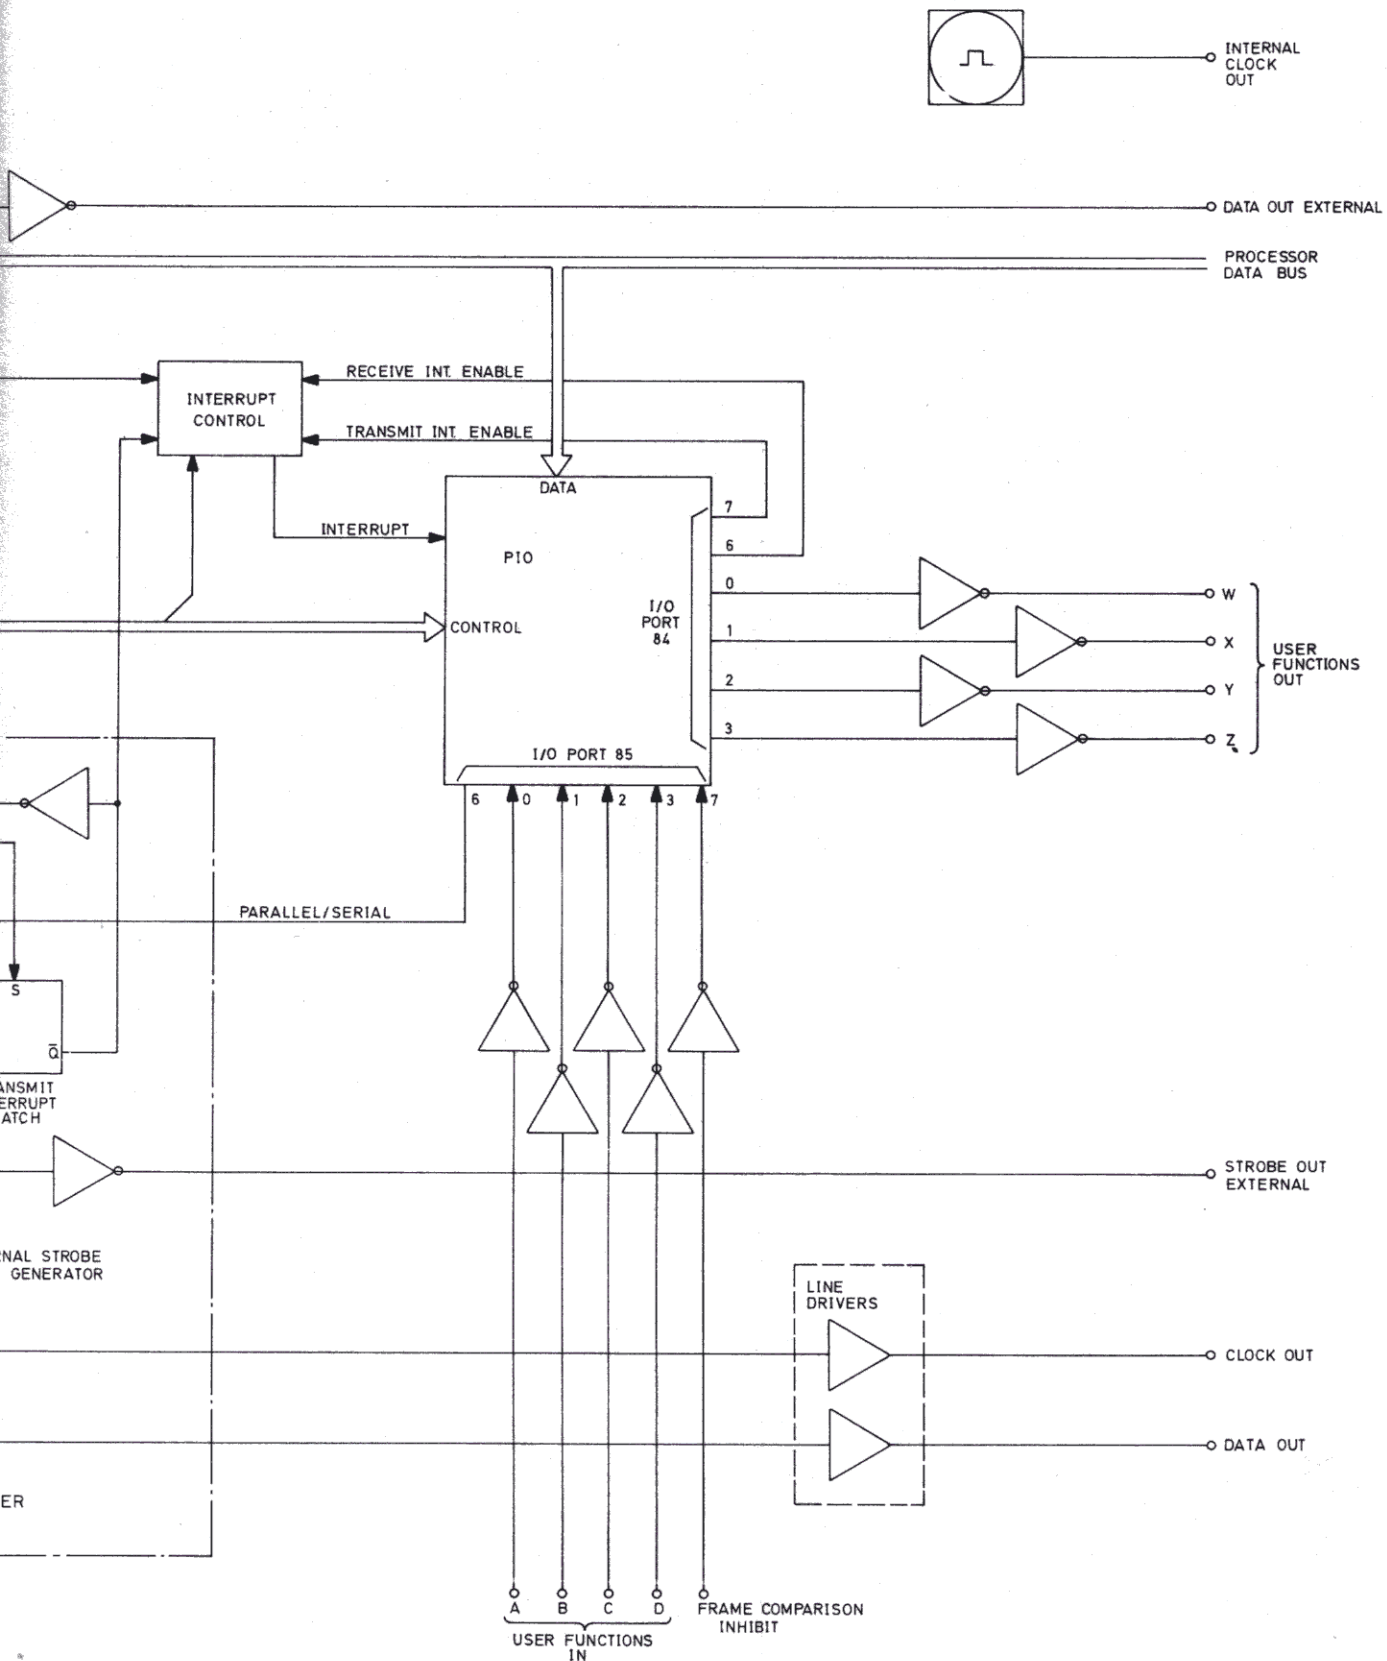 INTERNAL
CLOCK
OUT
DATA OUT EXTERNAL
PROCESSOR
DATA BUS
RECEIVE INT. ENABLE
INTERRUPT
CONTROL
TRANSMIT INT. ENABLE
DATA
7
INTERRUPT
6
PIO
0
W
I/O
PORT
84
CONTROL
1
X
USER
FUNCTIONS
OUT
2
Y
3
Z
I/O PORT 85
6 0 1 2 3 7
PARALLEL/SERIAL
S
Q̅
ANSMIT
ERRUPT
ATCH
STROBE OUT
EXTERNAL
RNAL STROBE
GENERATOR
LINE
DRIVERS
CLOCK OUT
DATA OUT
ER
A B C D
FRAME COMPARISON
INHIBIT
USER FUNCTIONS
IN